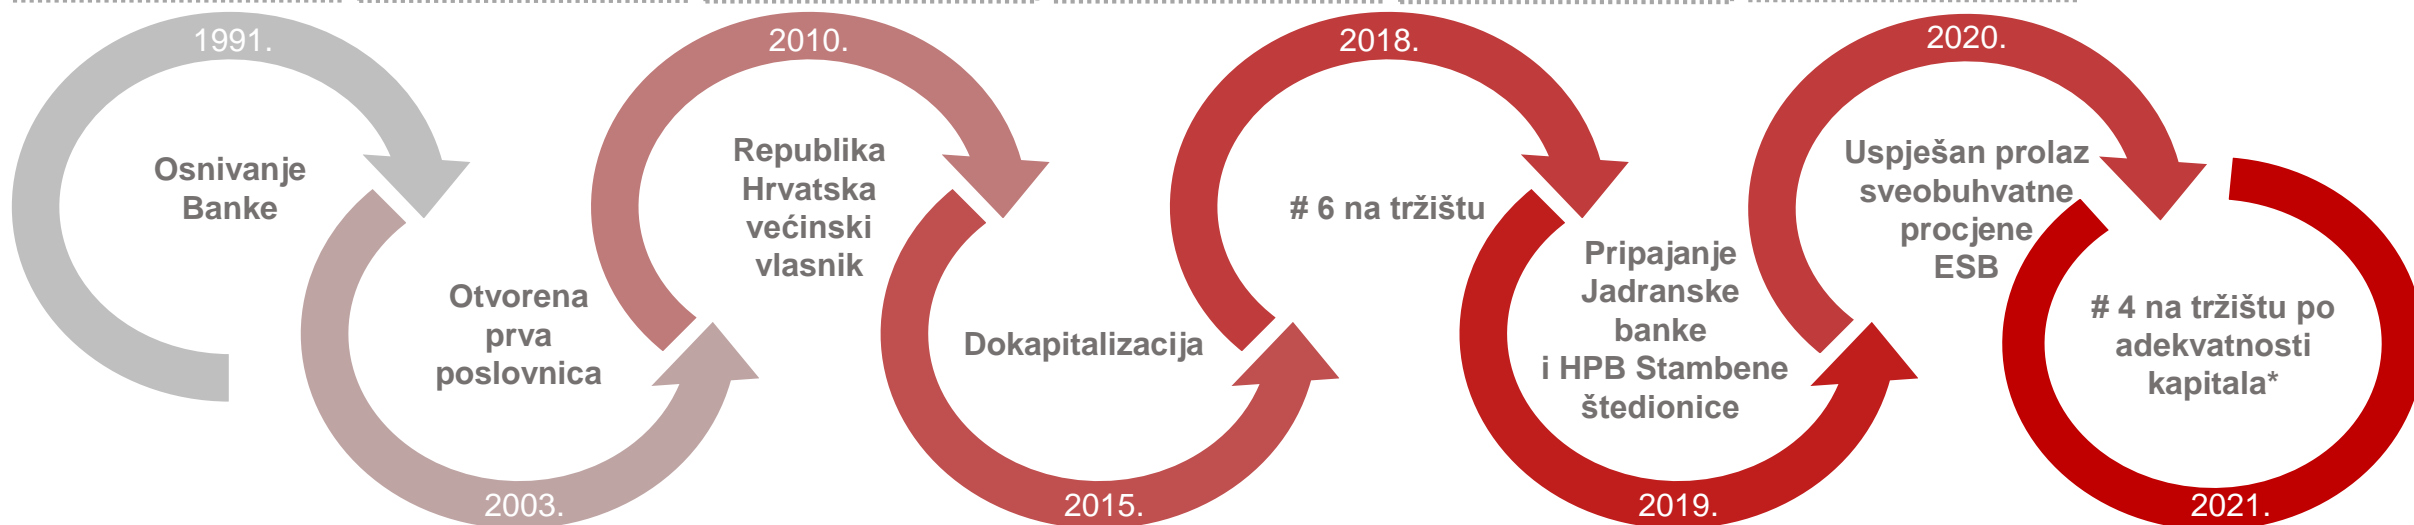 1991.
Osnivanje
Banke
2003.
Otvorena
prva
poslovnica
2010.
Republika
Hrvatska
većinski
vlasnik
2015.
Dokapitalizacija
2018.
# 6 na tržištu
2019.
Pripajanje
Jadranske
banke
i HPB Stambene
štedionice
2020.
Uspješan prolaz
sveobuhvatne
procjene
ESB
2021.
# 4 na tržištu po
adekvatnosti
kapitala*